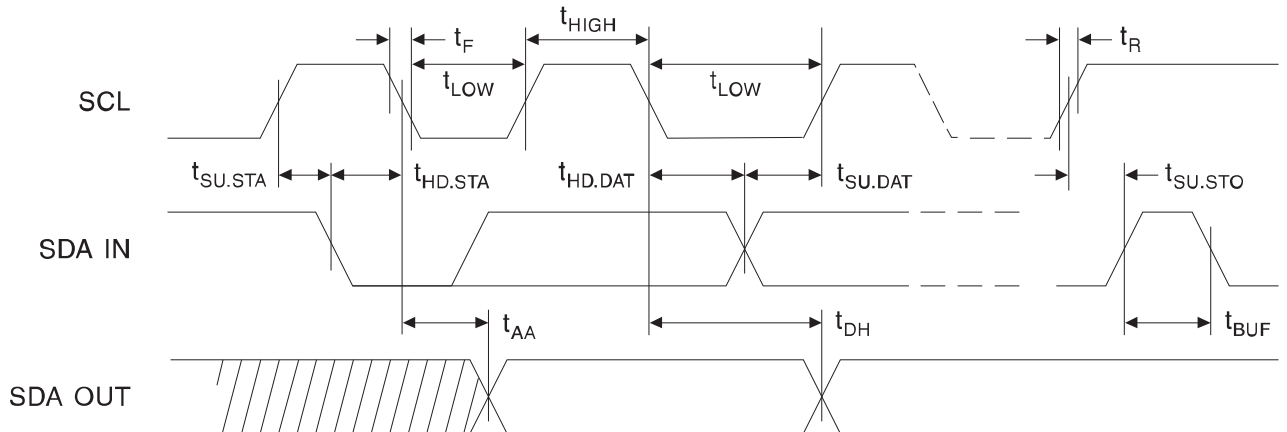 tHIGH
tF
tR
tLOW
tLOW
SCL
tSU.STA
tHD.STA
tHD.DAT
tSU.DAT
tSU.STO
SDA IN
tAA
tDH
tBUF
SDA OUT